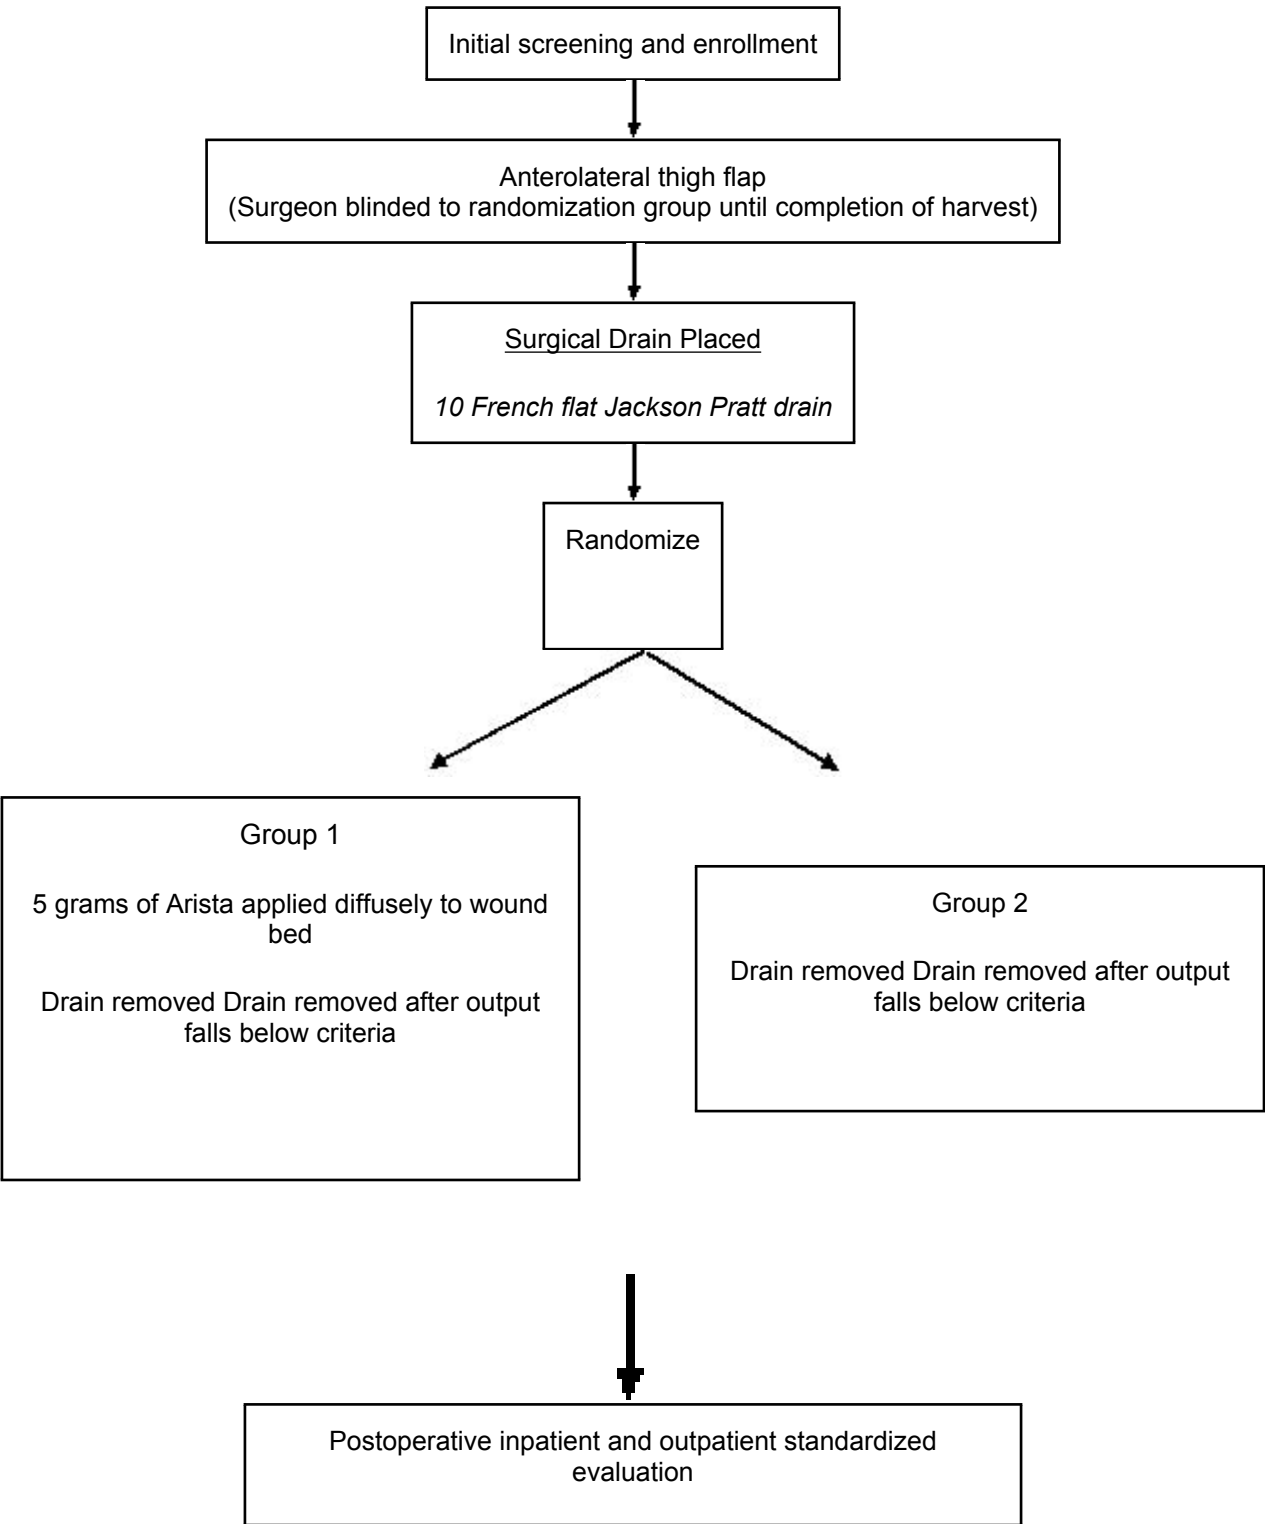 Initial screening and enrollment
Anterolateral thigh flap
(Surgeon blinded to randomization group until completion of harvest)
Surgical Drain Placed
10 French flat Jackson Pratt drain
Randomize
Group 1
5 grams of Arista applied diffusely to wound
bed
Drain removed Drain removed after output
falls below criteria
Group 2
Drain removed Drain removed after output
falls below criteria
Postoperative inpatient and outpatient standardized
evaluation